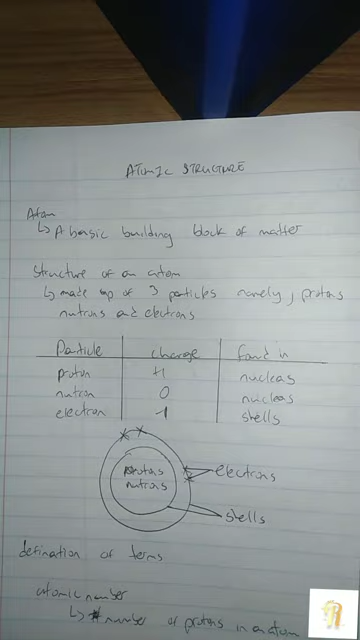 ATOMIC STRUCTURE
Atom
↳ A basic building block of matter
Structure of an atom
↳ made up of 3 particles namely, protons
nutrons and electrons
Particle charge found in
proton +1 nucleas
nutron 0 nucleas
electron -1 shells
protons
nutrons
electrons
shells
defination of terms
atomic number
↳ number of protons in an atom